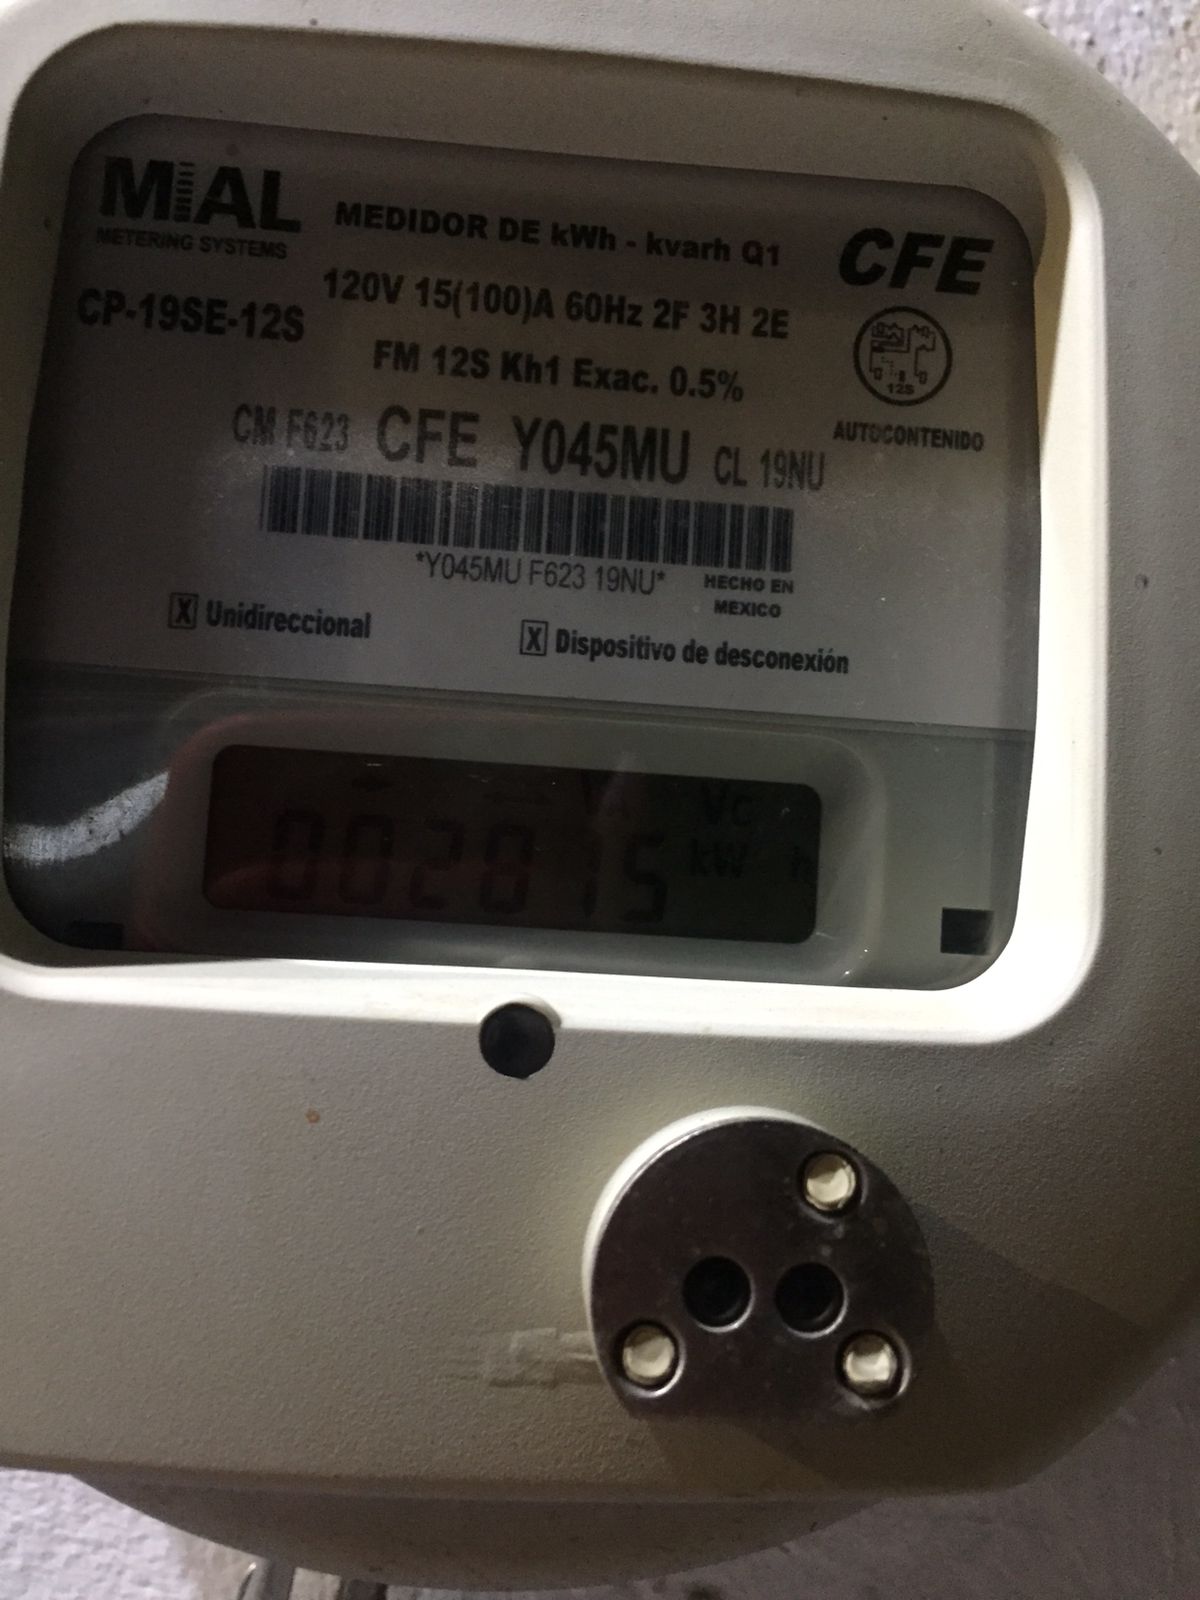 MIAL
METERING SYSTEMS
MEDIDOR DE kWh - kvarh Q1
CFE
CP-19SE-12S
120V 15(100)A 60Hz 2F 3H 2E
FM 12S Kh1 Exac. 0.5%
12S
AUTOCONTENIDO
CM F623 CFE Y045MU CL 19NU
*Y045MU F623 19NU*
HECHO EN
MEXICO
X Unidireccional
X Dispositivo de desconexión
Vc
002815 kW h